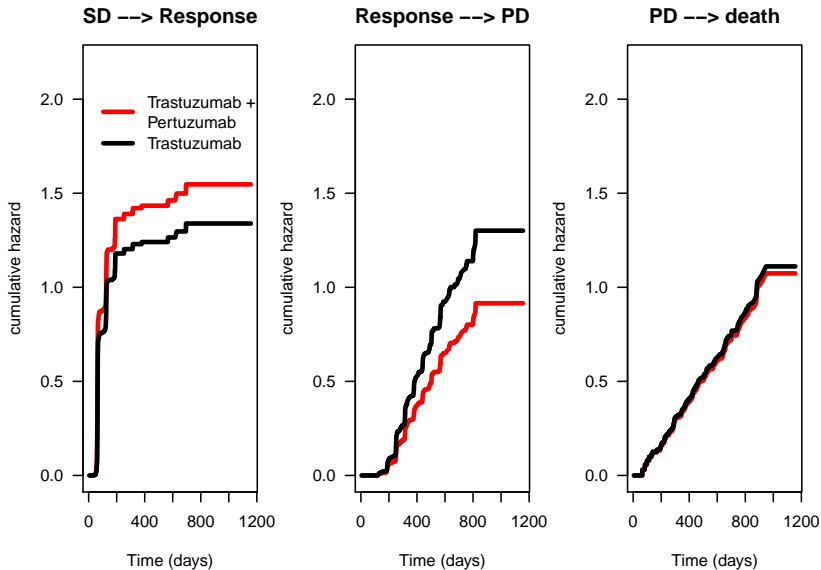 SD −−> Response
cumulative hazard
2.0
1.5
1.0
0.5
0.0
Trastuzumab +
Pertuzumab
Trastuzumab
0 400 800 1200
Time (days)
Response −−> PD
cumulative hazard
2.0
1.5
1.0
0.5
0.0
0 400 800 1200
Time (days)
PD −−> death
cumulative hazard
2.0
1.5
1.0
0.5
0.0
0 400 800 1200
Time (days)